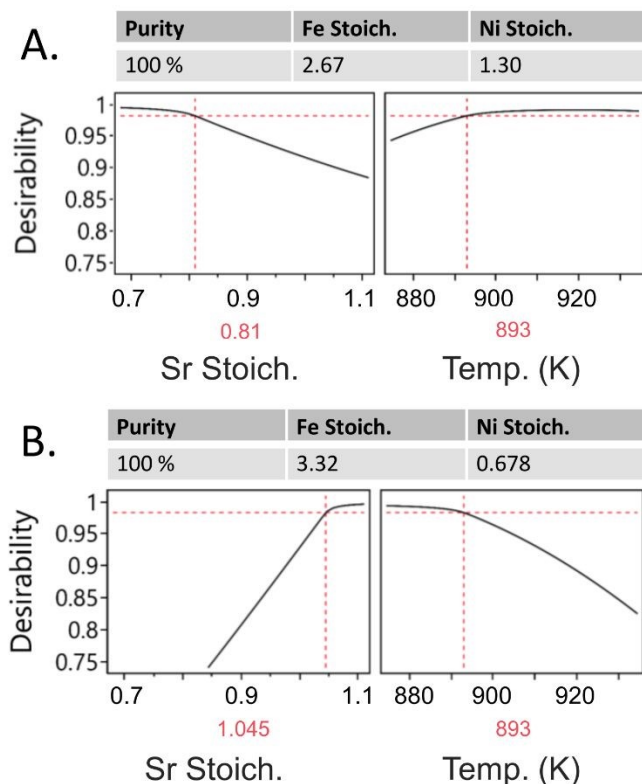 A.
Purity Fe Stoich. Ni Stoich.
100 % 2.67 1.30
Desirability
1
0.95
0.9
0.85
0.8
0.75
0.7 0.9 1.1 880 900 920
0.81 893
Sr Stoich. Temp. (K)
B.
Purity Fe Stoich. Ni Stoich.
100 % 3.32 0.678
Desirability
1
0.95
0.9
0.85
0.8
0.75
0.7 0.9 1.1 880 900 920
1.045 893
Sr Stoich. Temp. (K)